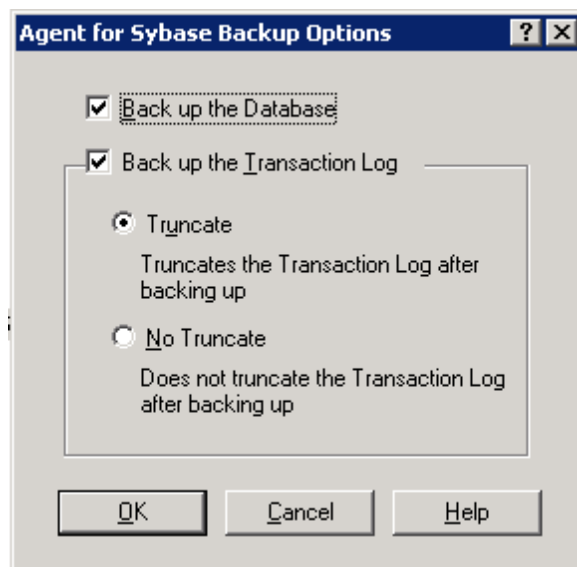 Agent for Sybase Backup Options
Back up the Database
Back up the Transaction Log
Truncate
Truncates the Transaction Log after
backing up
No Truncate
Does not truncate the Transaction Log
after backing up
OK
Cancel
Help